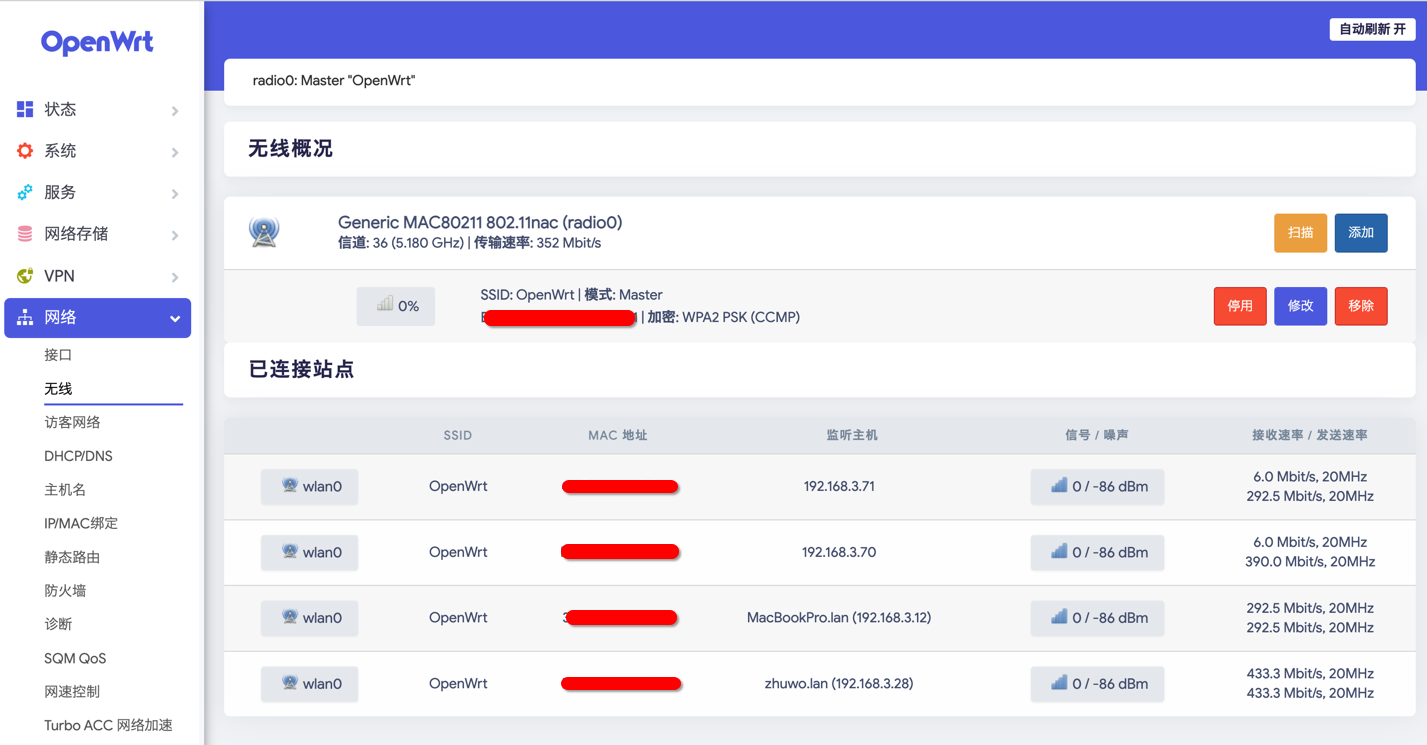 OpenWrt
状态
系统
服务
网络存储
VPN
网络
接口
无线
访客网络
DHCP/DNS
主机名
IP/MAC绑定
静态路由
防火墙
诊断
SQM QoS
网速控制
Turbo ACC 网络加速
自动刷新 开
radio0: Master "OpenWrt"
无线概况
Generic MAC80211 802.11nac (radio0)
信道: 36 (5.180 GHz) | 传输速率: 352 Mbit/s
扫描
添加
0%
SSID: OpenWrt | 模式: Master
| 加密: WPA2 PSK (CCMP)
停用
修改
移除
已连接站点
SSID MAC 地址 监听主机 信号 / 噪声 接收速率 / 发送速率
wlan0 OpenWrt 192.168.3.71 0 / -86 dBm 6.0 Mbit/s, 20MHz
292.5 Mbit/s, 20MHz
wlan0 OpenWrt 192.168.3.70 0 / -86 dBm 6.0 Mbit/s, 20MHz
390.0 Mbit/s, 20MHz
wlan0 OpenWrt MacBookPro.lan (192.168.3.12) 0 / -86 dBm 292.5 Mbit/s, 20MHz
292.5 Mbit/s, 20MHz
wlan0 OpenWrt zhuwo.lan (192.168.3.28) 0 / -86 dBm 433.3 Mbit/s, 20MHz
433.3 Mbit/s, 20MHz